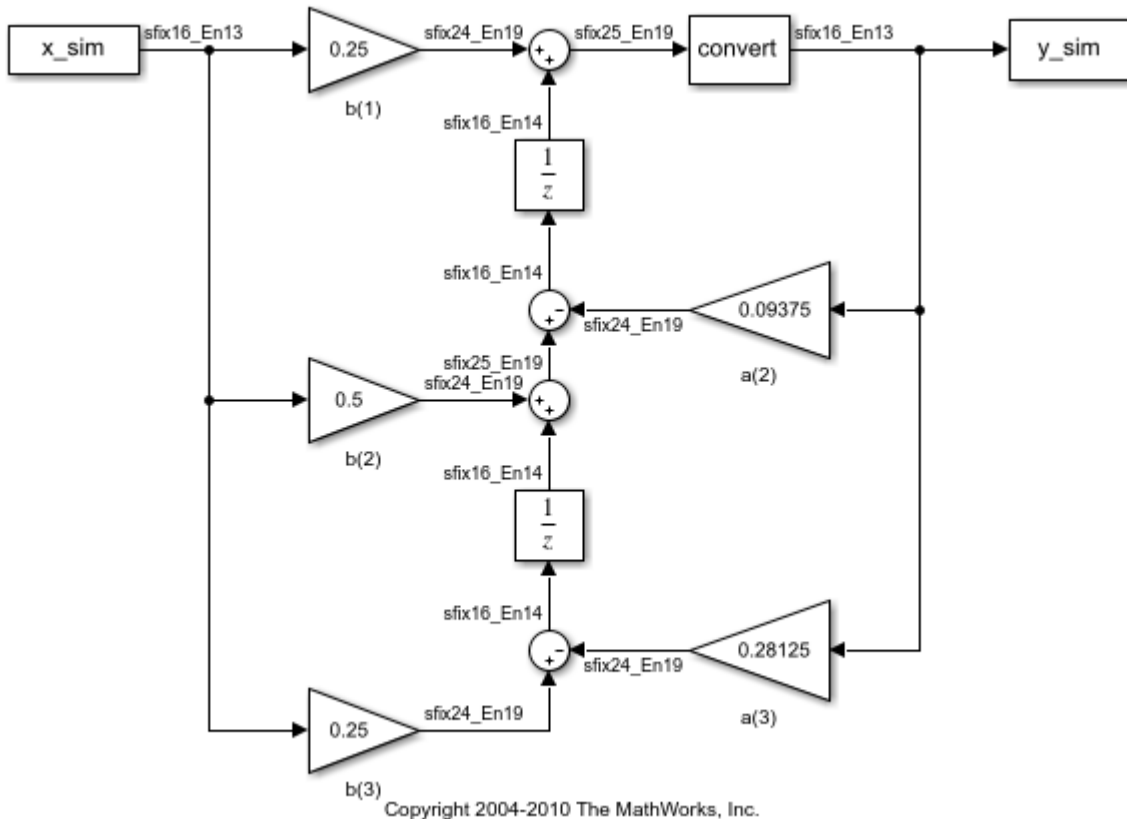 x_sim
sfix16_En13
0.25
sfix24_En19
+
+
sfix25_En19
convert
sfix16_En13
y_sim
b(1)
sfix16_En14
1
z
sfix16_En14
-
+
sfix24_En19
0.09375
a(2)
sfix25_En19
sfix24_En19
0.5
+
+
b(2)
sfix16_En14
1
z
sfix16_En14
-
+
sfix24_En19
0.28125
a(3)
sfix24_En19
0.25
b(3)
Copyright 2004-2010 The MathWorks, Inc.